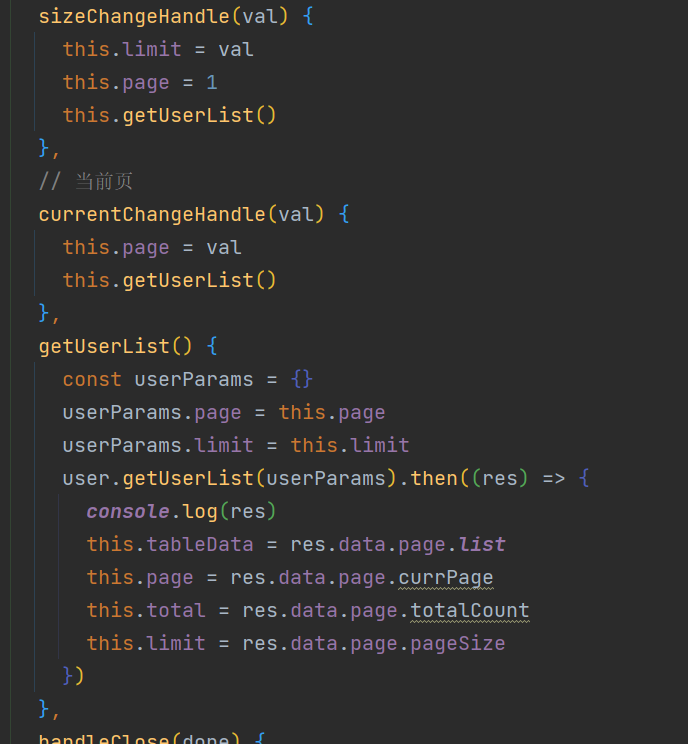 sizeChangeHandle(val) {
this.limit = val
this.page = 1
this.getUserList()
},
// 当前页
currentChangeHandle(val) {
this.page = val
this.getUserList()
},
getUserList() {
const userParams = {}
userParams.page = this.page
userParams.limit = this.limit
user.getUserList(userParams).then((res) => {
console.log(res)
this.tableData = res.data.page.list
this.page = res.data.page.currPage
this.total = res.data.page.totalCount
this.limit = res.data.page.pageSize
})
},
handleClose(done) {